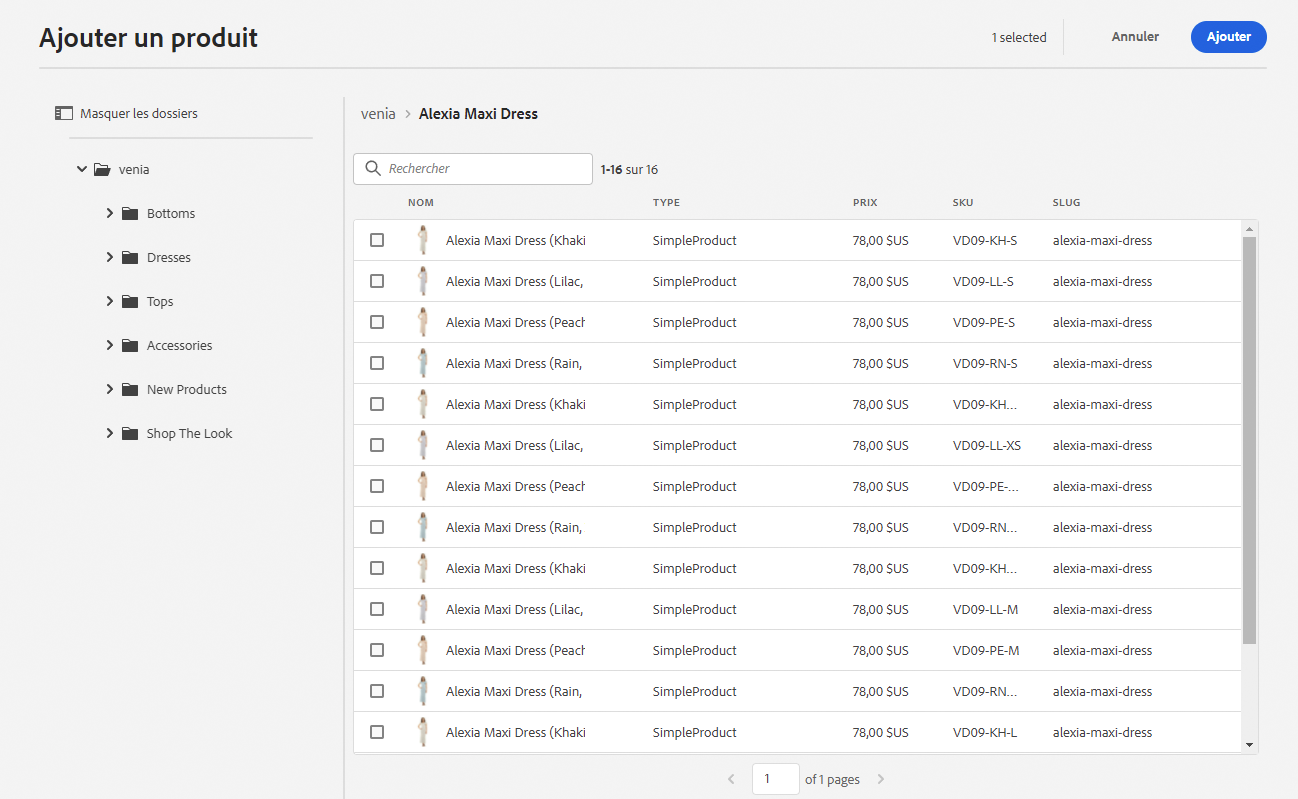 Ajouter un produit
1 selected
Annuler
Ajouter
Masquer les dossiers
venia
Bottoms
Dresses
Tops
Accessories
New Products
Shop The Look
venia > Alexia Maxi Dress
Rechercher
1-16 sur 16
NOM TYPE PRIX SKU SLUG
Alexia Maxi Dress (Khaki SimpleProduct 78,00 $US VD09-KH-S alexia-maxi-dress
Alexia Maxi Dress (Lilac, SimpleProduct 78,00 $US VD09-LL-S alexia-maxi-dress
Alexia Maxi Dress (Peach SimpleProduct 78,00 $US VD09-PE-S alexia-maxi-dress
Alexia Maxi Dress (Rain, SimpleProduct 78,00 $US VD09-RN-S alexia-maxi-dress
Alexia Maxi Dress (Khaki SimpleProduct 78,00 $US VD09-KH... alexia-maxi-dress
Alexia Maxi Dress (Lilac, SimpleProduct 78,00 $US VD09-LL-XS alexia-maxi-dress
Alexia Maxi Dress (Peach SimpleProduct 78,00 $US VD09-PE-... alexia-maxi-dress
Alexia Maxi Dress (Rain, SimpleProduct 78,00 $US VD09-RN... alexia-maxi-dress
Alexia Maxi Dress (Khaki SimpleProduct 78,00 $US VD09-KH... alexia-maxi-dress
Alexia Maxi Dress (Lilac, SimpleProduct 78,00 $US VD09-LL-M alexia-maxi-dress
Alexia Maxi Dress (Peach SimpleProduct 78,00 $US VD09-PE-M alexia-maxi-dress
Alexia Maxi Dress (Rain, SimpleProduct 78,00 $US VD09-RN... alexia-maxi-dress
Alexia Maxi Dress (Khaki SimpleProduct 78,00 $US VD09-KH-L alexia-maxi-dress
1 of 1 pages